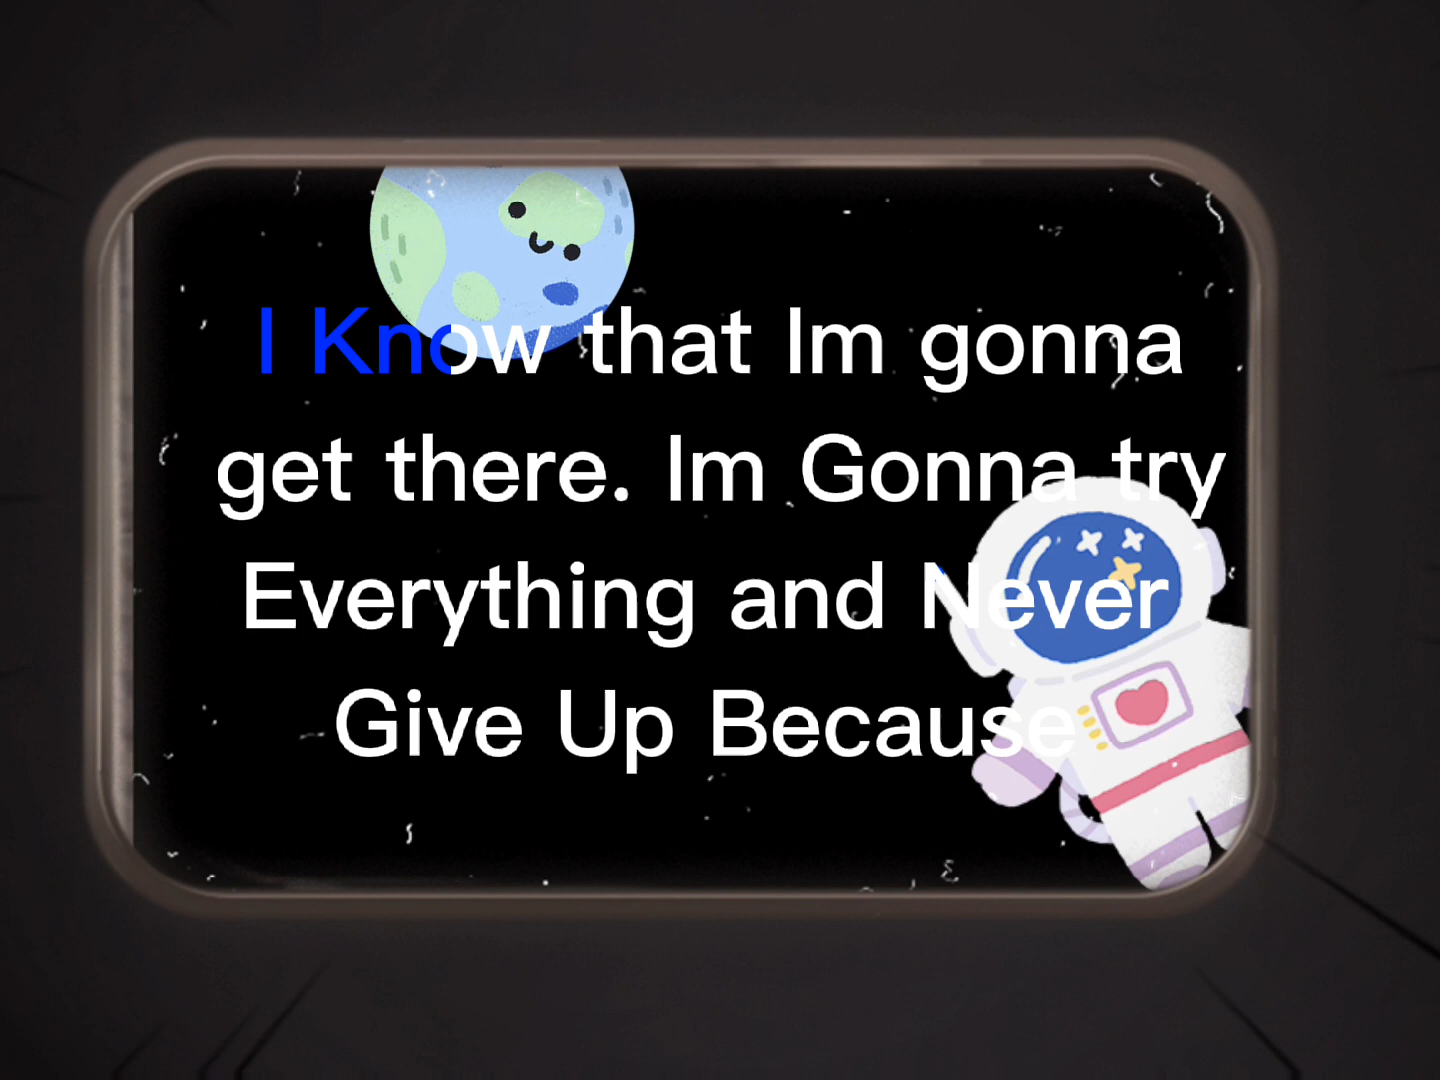 I Know that Im gonna
get there. Im Gonna try
Everything and Never
Give Up Because